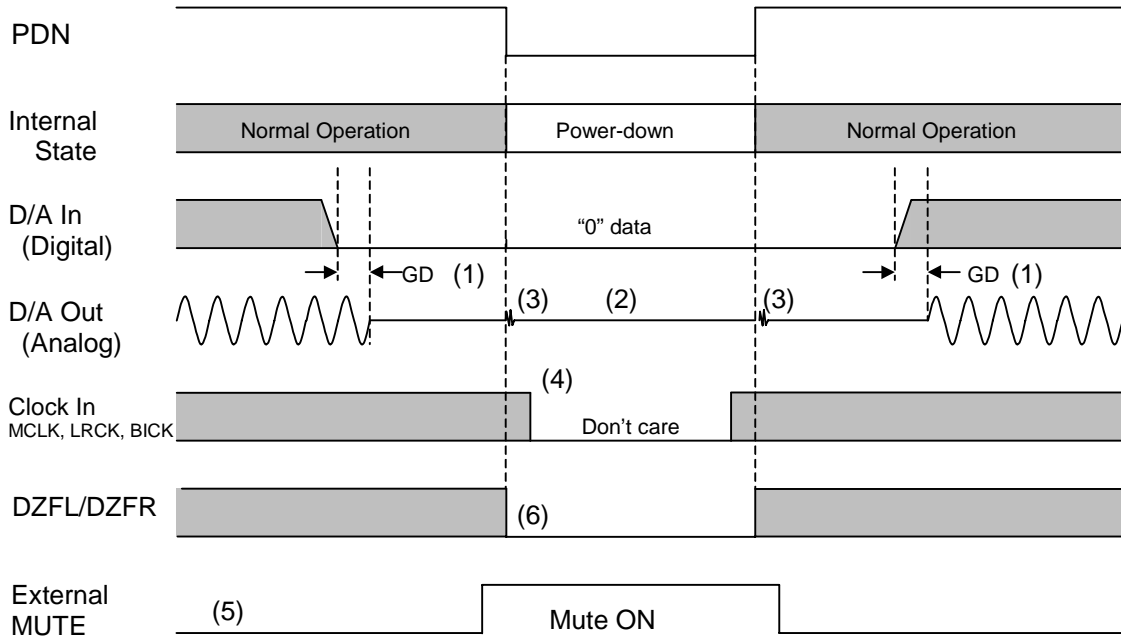 PDN
Internal
State
Normal Operation
Power-down
Normal Operation
D/A In
(Digital)
“0” data
GD (1)
GD (1)
D/A Out
(Analog)
(3)
(2)
(3)
(4)
Clock In
MCLK, LRCK, BICK
Don’t care
DZFL/DZFR
(6)
External
MUTE
(5)
Mute ON